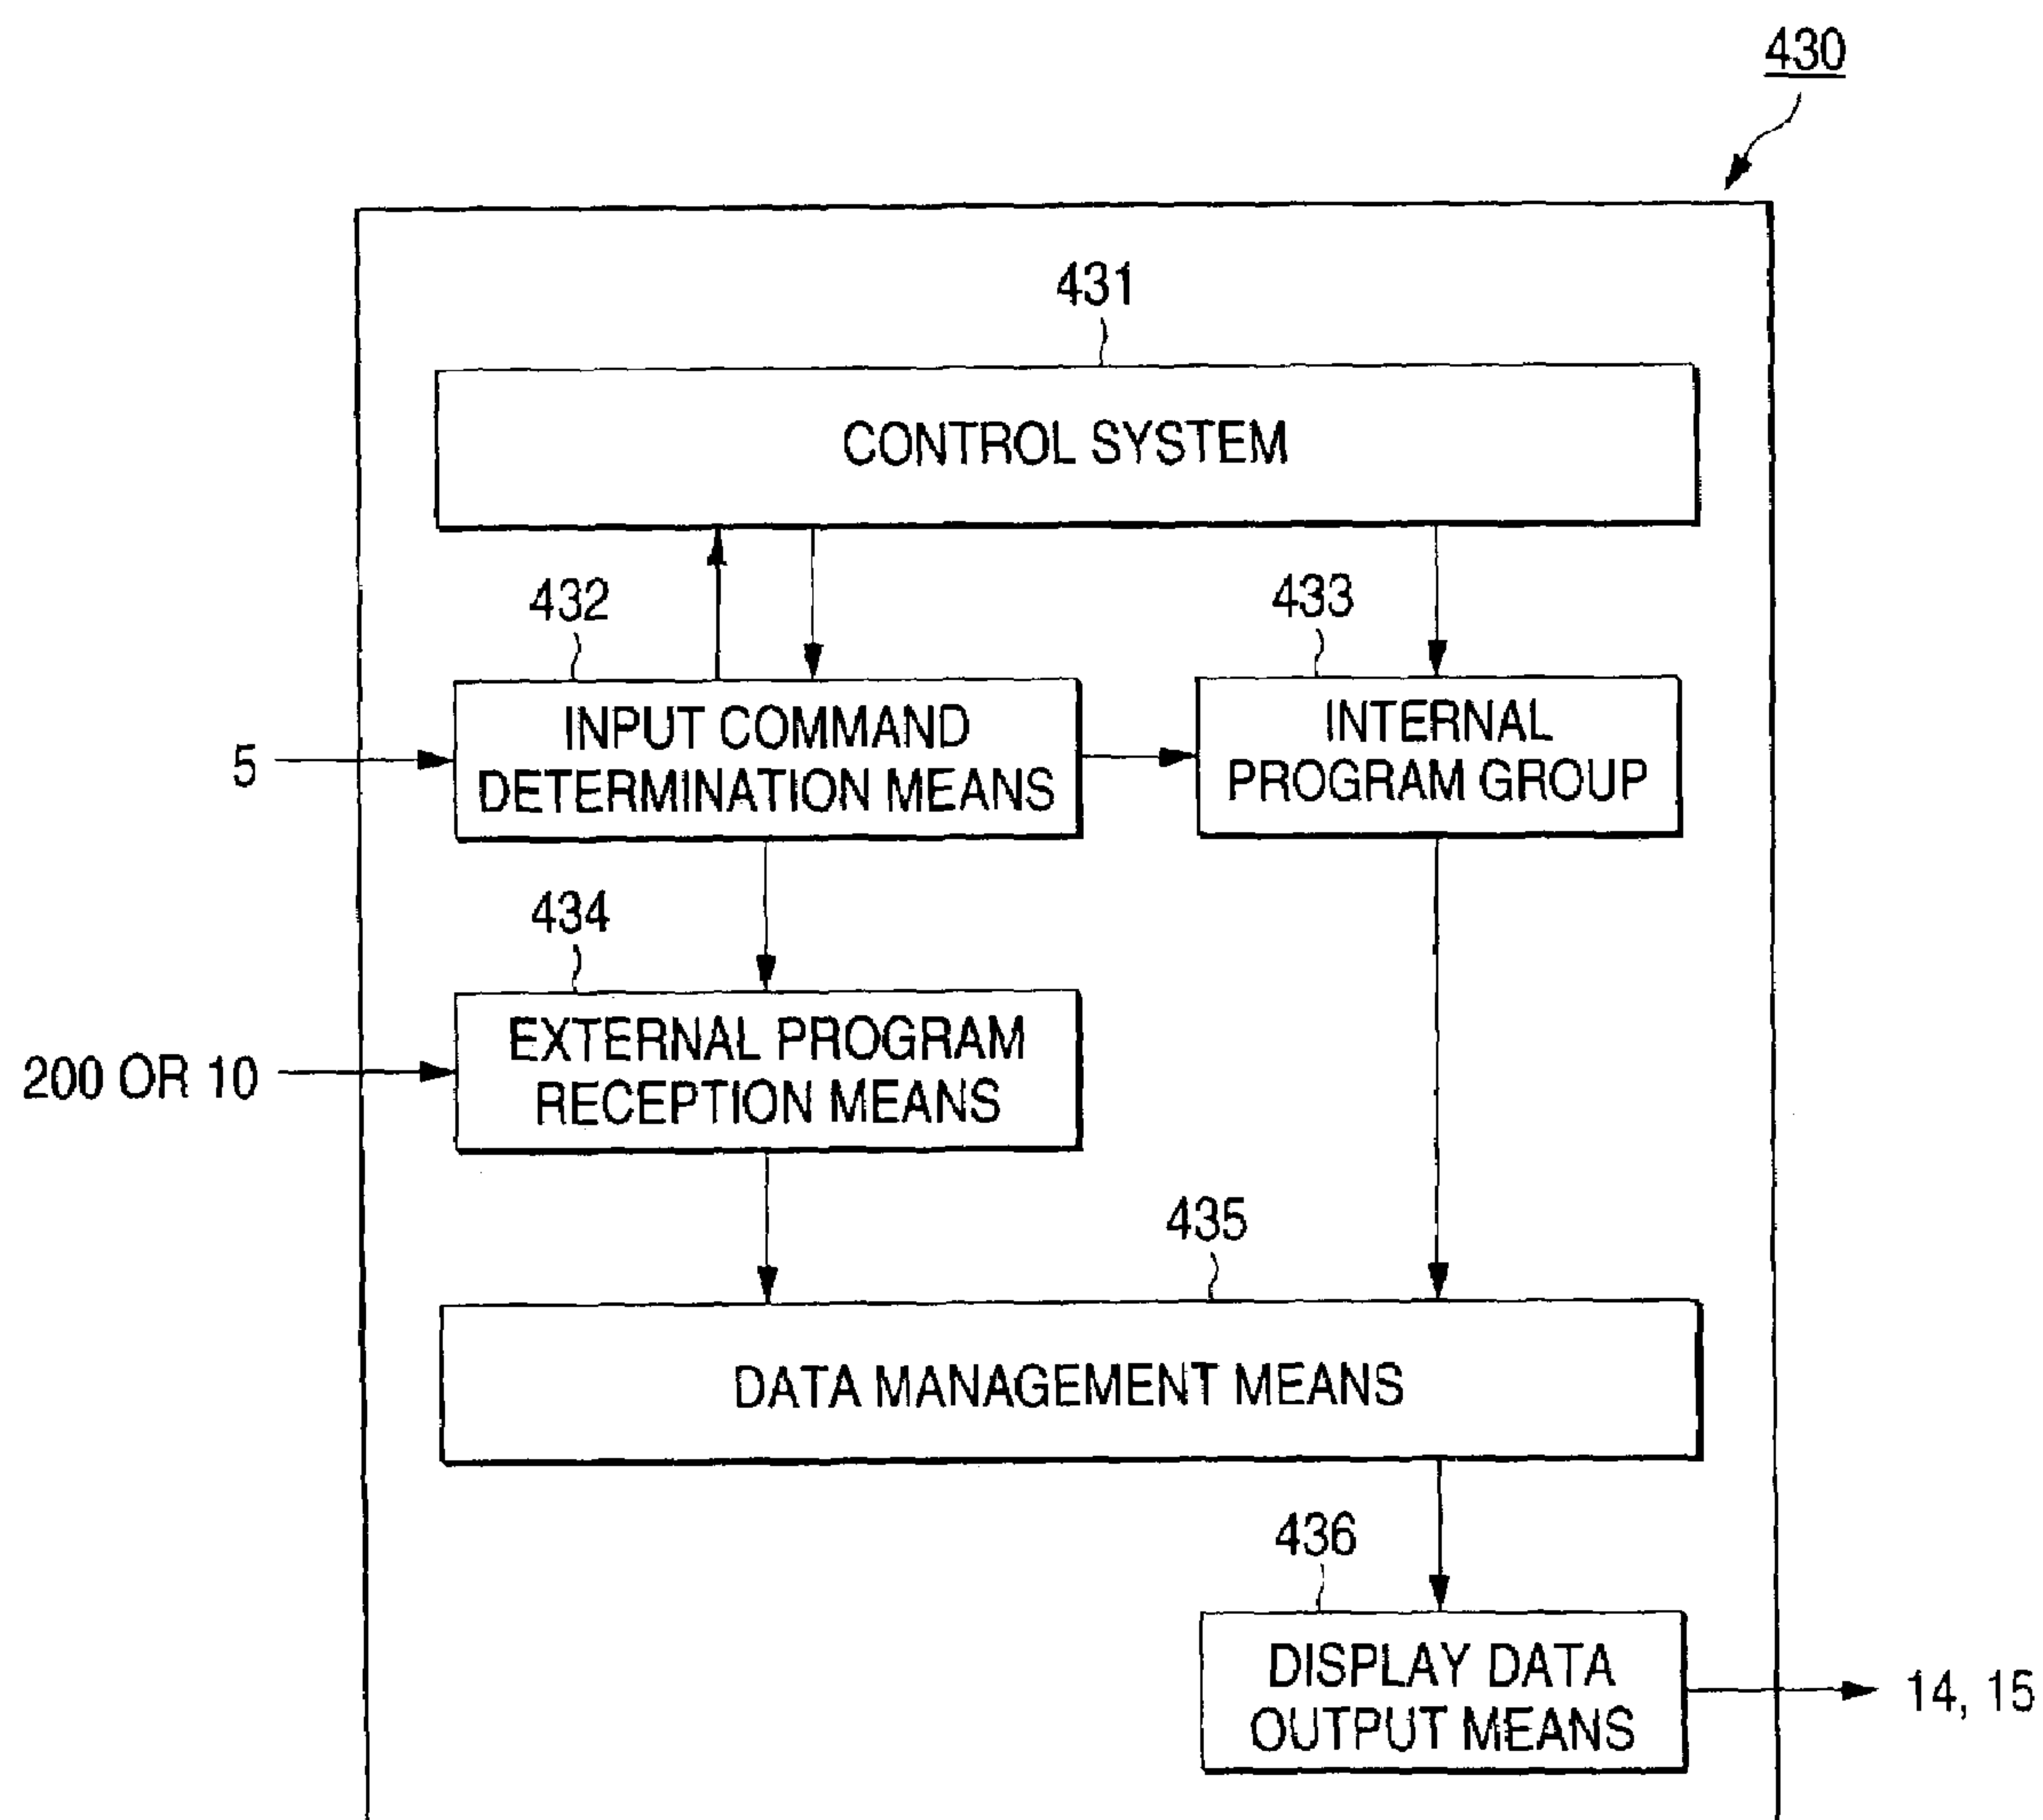 430
431
CONTROL SYSTEM
432
433
INPUT COMMAND
DETERMINATION MEANS
INTERNAL
PROGRAM GROUP
5
434
EXTERNAL PROGRAM
RECEPTION MEANS
200 OR 10
435
DATA MANAGEMENT MEANS
436
DISPLAY DATA
OUTPUT MEANS
14, 15